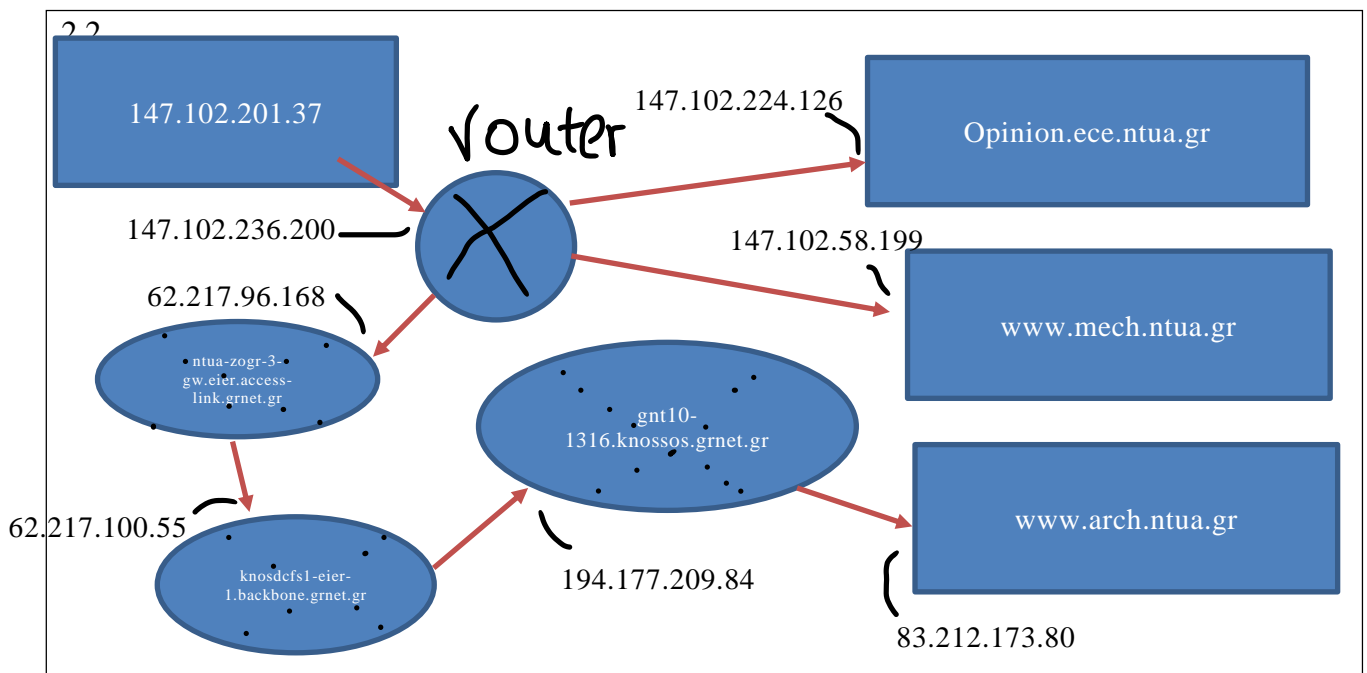 2.2
147.102.201.37
router
147.102.224.126
Opinion.ece.ntua.gr
147.102.236.200
147.102.58.199
www.mech.ntua.gr
62.217.96.168
ntua-zogr-3-
gw.eier.access-
link.grnet.gr
gnt10-
1316.knossos.grnet.gr
www.arch.ntua.gr
62.217.100.55
knosdcfs1-eier-
1.backbone.grnet.gr
194.177.209.84
83.212.173.80